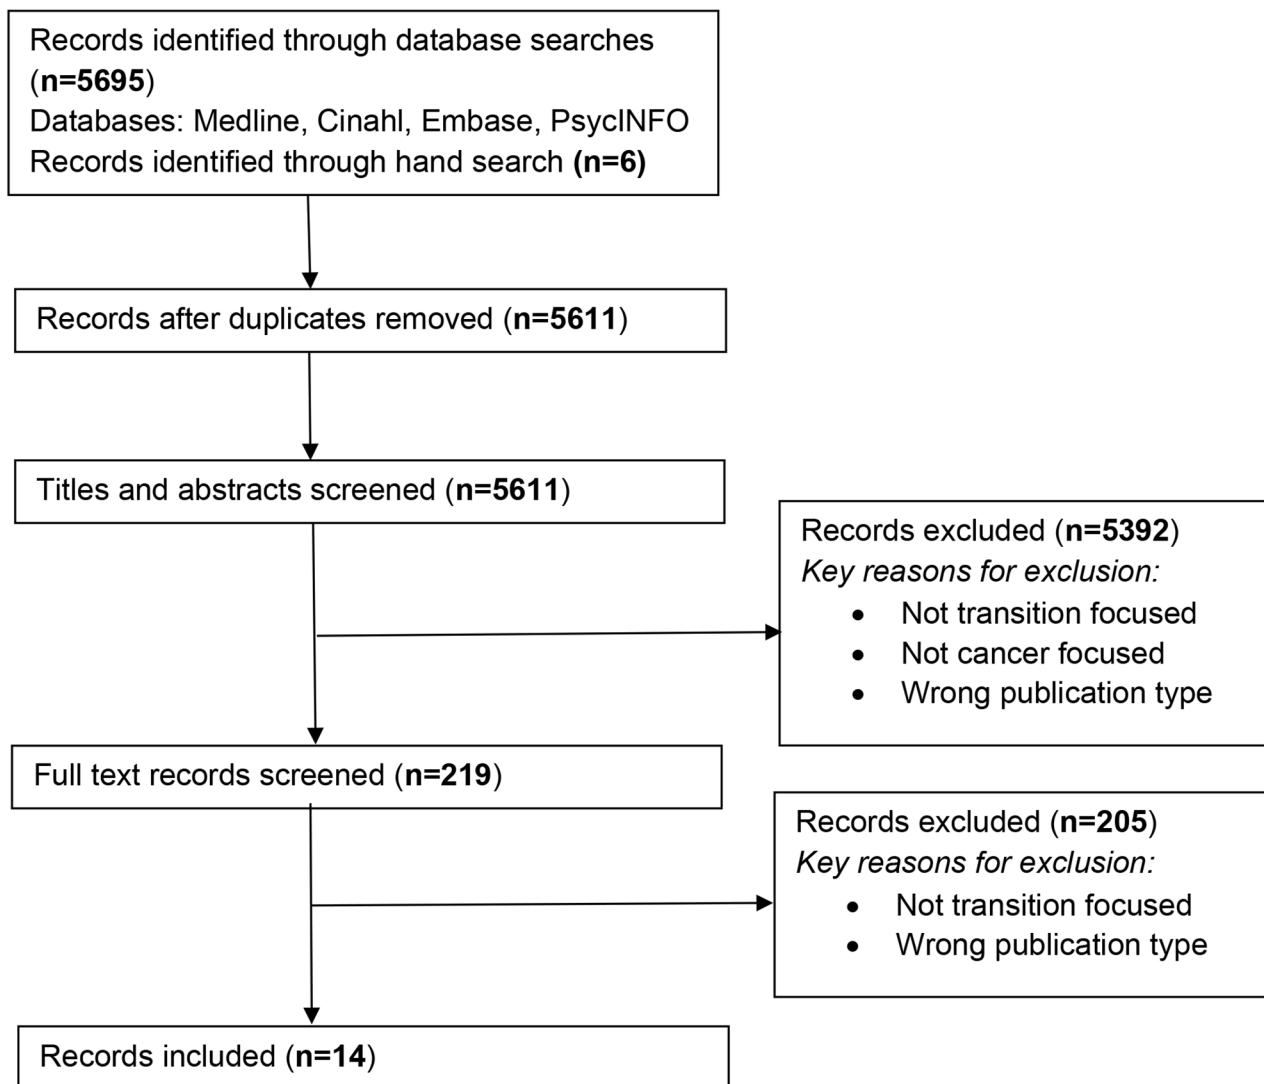 Records identified through database searches
(n=5695)
Databases: Medline, Cinahl, Embase, PsycINFO
Records identified through hand search (n=6)
Records after duplicates removed (n=5611)
Titles and abstracts screened (n=5611)
Records excluded (n=5392)
Key reasons for exclusion:
• Not transition focused
• Not cancer focused
• Wrong publication type
Full text records screened (n=219)
Records excluded (n=205)
Key reasons for exclusion:
• Not transition focused
• Wrong publication type
Records included (n=14)